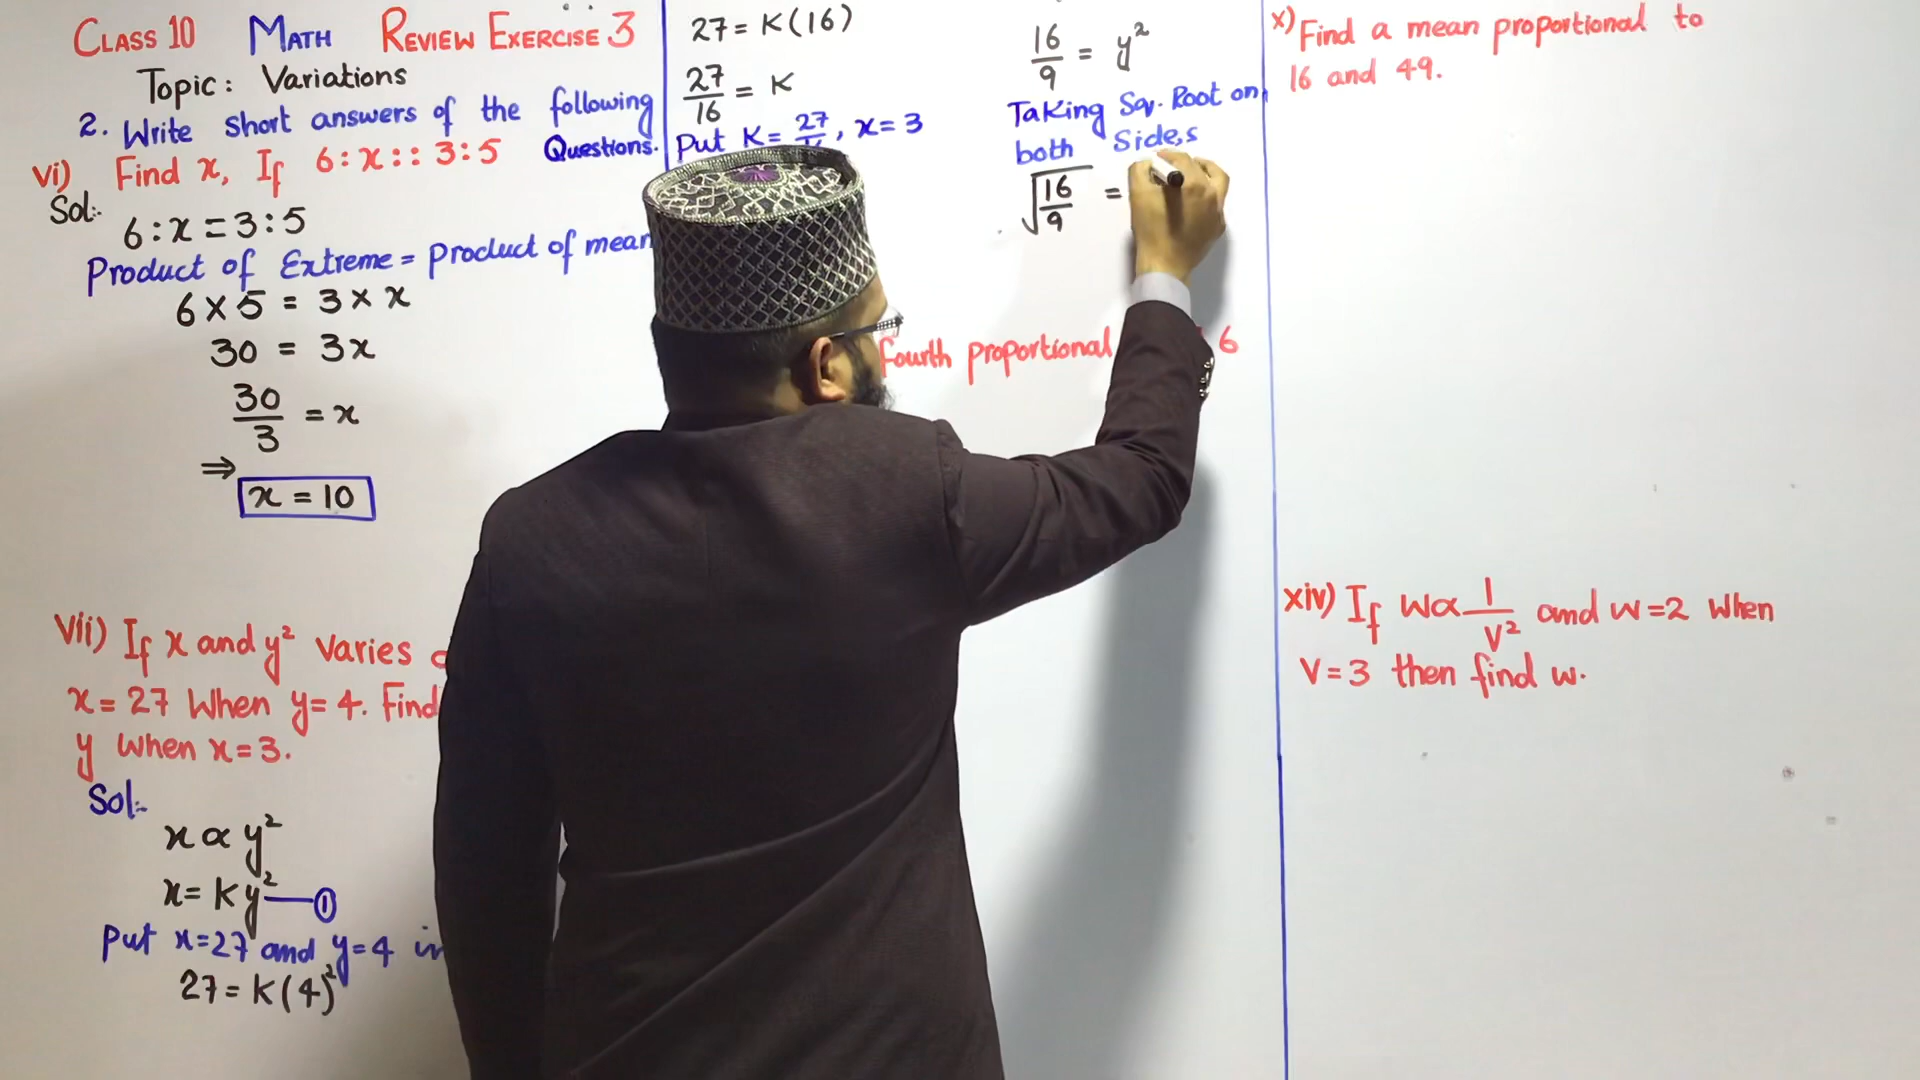 CLASS 10 MATH REVIEW EXERCISE 3
Topic: Variations
2. Write short answers of the following
Questions.
vi) Find x, If 6:x::3:5
Sol:-
6:x=3:5
Product of Extreme = product of mean
6×5 = 3×x
30 = 3x
30/3 = x
⇒ x = 10
vii) If x and y² varies
x=27 When y=4. Find
y when x=3.
Sol:-
x∝y²
x=Ky² —①
Put x=27 and y=4 in
27=K(4)²
27=K(16)
27/16 = K
Put K=27/, x=3
16/9 = y²
Taking Sq. Root on
both Sides
√16/9 =
fourth proportional 6
x) Find a mean proportional to
16 and 49.
xiv) If W∝1/V² and w=2 when
V=3 then find w.